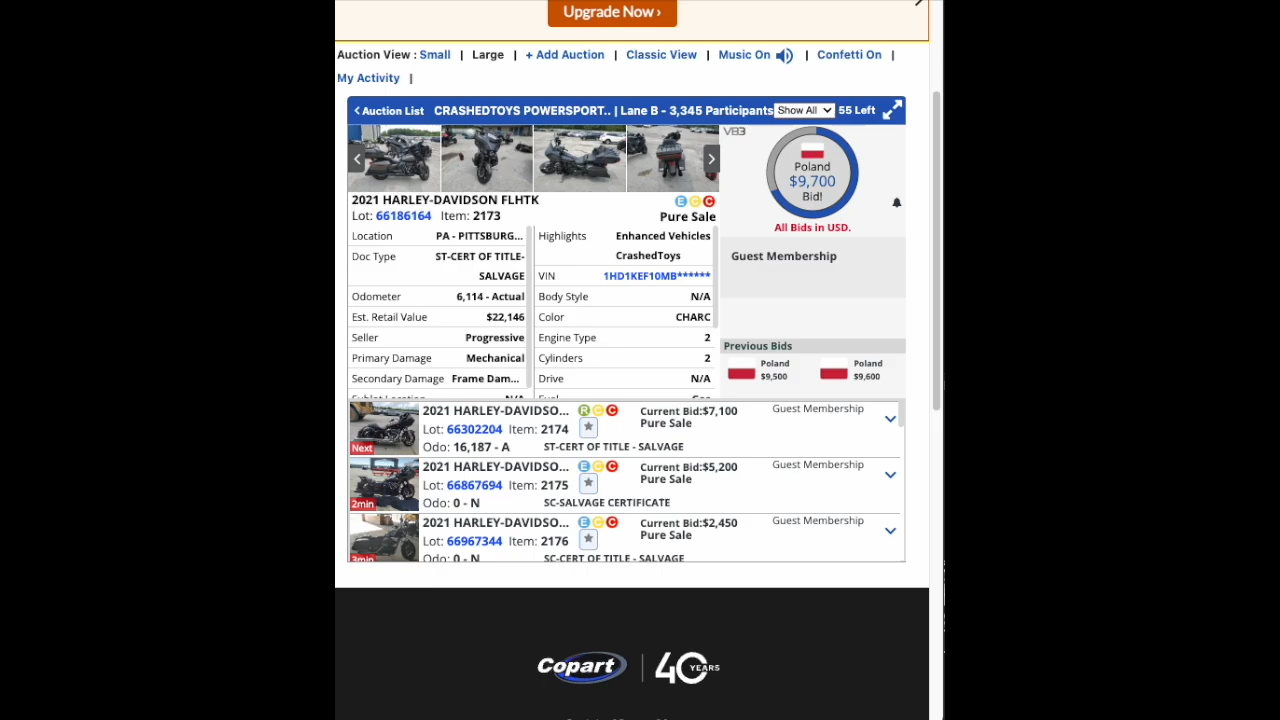 Upgrade Now ›
Auction View : Small | Large | + Add Auction | Classic View | Music On | Confetti On |
My Activity |
Auction List CRASHEDTOYS POWERSPORT.. | Lane B - 3,345 Participants Show All 55 Left
VB3
Poland
$9,700
Bid!
2021 HARLEY-DAVIDSON FLHTK E C C
Lot: 66186164 Item: 2173 Pure Sale
All Bids in USD.
Location PA - PITTSBURG...
Doc Type ST-CERT OF TITLE-
SALVAGE
Odometer 6,114 - Actual
Est. Retail Value $22,146
Seller Progressive
Primary Damage Mechanical
Secondary Damage Frame Dam...
Highlights Enhanced Vehicles
CrashedToys
VIN 1HD1KEF10MB******
Body Style N/A
Color CHARC
Engine Type 2
Cylinders 2
Drive N/A
Guest Membership
Previous Bids
Poland
$9,500
Poland
$9,600
2021 HARLEY-DAVIDSO... R C C Current Bid:$7,100 Guest Membership
Lot: 66302204 Item: 2174 Pure Sale
Next Odo: 16,187 - A ST-CERT OF TITLE - SALVAGE
2021 HARLEY-DAVIDSO... E C C Current Bid:$5,200 Guest Membership
Lot: 66867694 Item: 2175 Pure Sale
2min Odo: 0 - N SC-SALVAGE CERTIFICATE
2021 HARLEY-DAVIDSO... E C C Current Bid:$2,450 Guest Membership
Lot: 66967344 Item: 2176 Pure Sale
3min Odo: 0 - N SC-CERT OF TITLE - SALVAGE
Copart | 40 YEARS